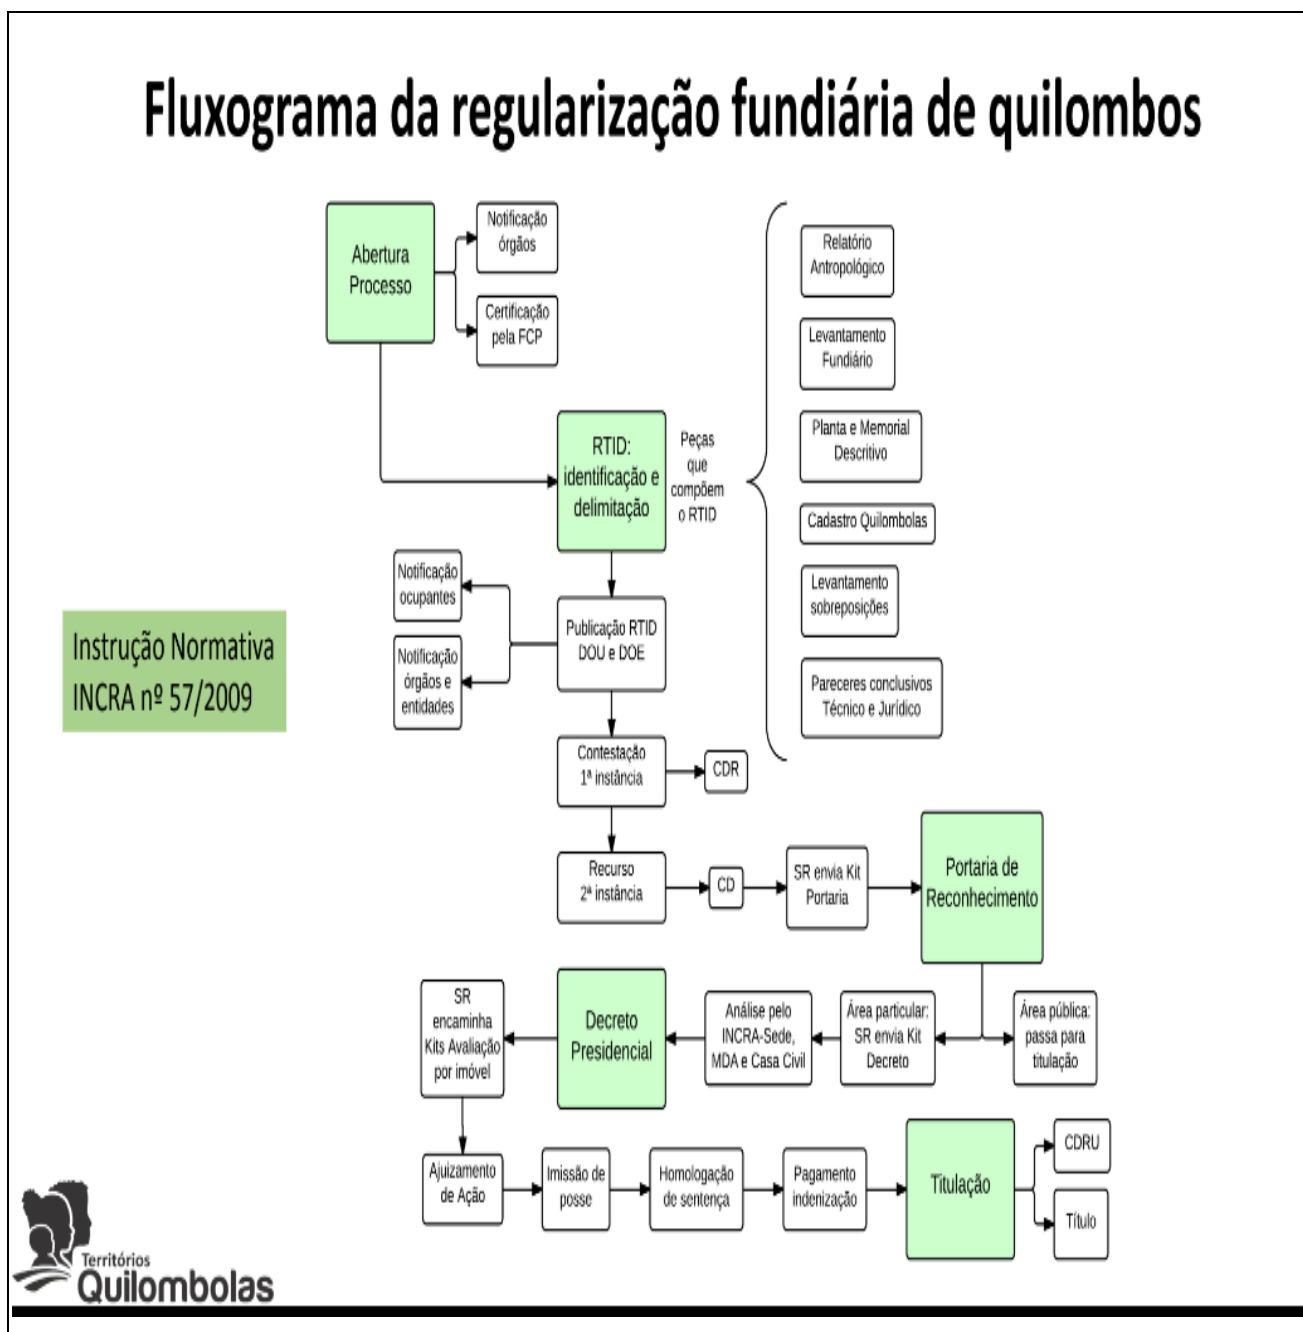 Fluxograma da regularização fundiária de quilombos
Abertura
Processo
Notificação
órgãos
Certificação
pela FCP
RTID:
identificação e
delimitação
Peças
que
compõem
o RTID
Relatório
Antropológico
Levantamento
Fundiário
Planta e Memorial
Descritivo
Cadastro Quilombolas
Levantamento
sobreposições
Pareceres conclusivos
Técnico e Jurídico
Notificação
ocupantes
Notificação
órgãos e
entidades
Publicação RTID
DOU e DOE
Instrução Normativa
INCRA nº 57/2009
Contestação
1ª instância
CDR
Recurso
2ª instância
CD
SR envia Kit
Portaria
Portaria de
Reconhecimento
SR
encaminha
Kits Avaliação
por imóvel
Decreto
Presidencial
Análise pelo
INCRA-Sede,
MDA e Casa Civil
Área particular:
SR envia Kit
Decreto
Área pública:
passa para
titulação
Ajuizamento
de Ação
Imissão de
posse
Homologação
de sentença
Pagamento
indenização
Titulação
CDRU
Título
Territórios
Quilombolas